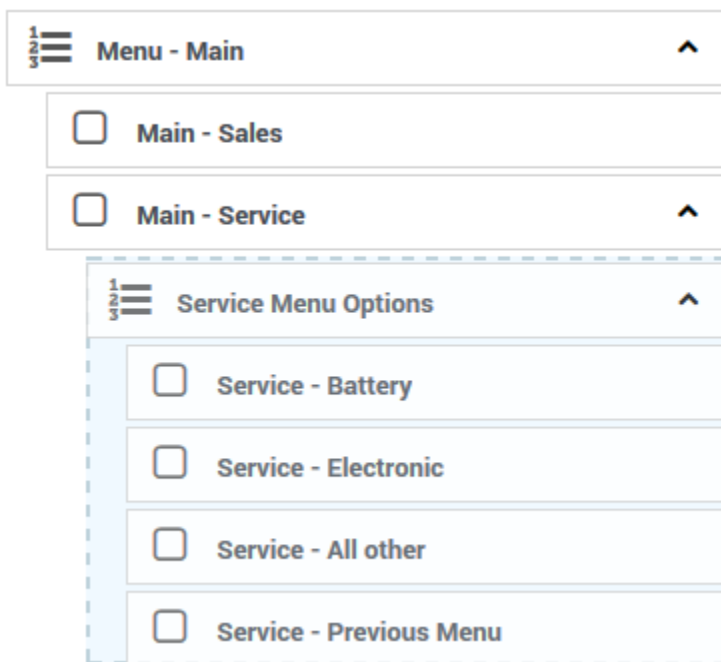 Menu - Main
Main - Sales
Main - Service
Service Menu Options
Service - Battery
Service - Electronic
Service - All other
Service - Previous Menu